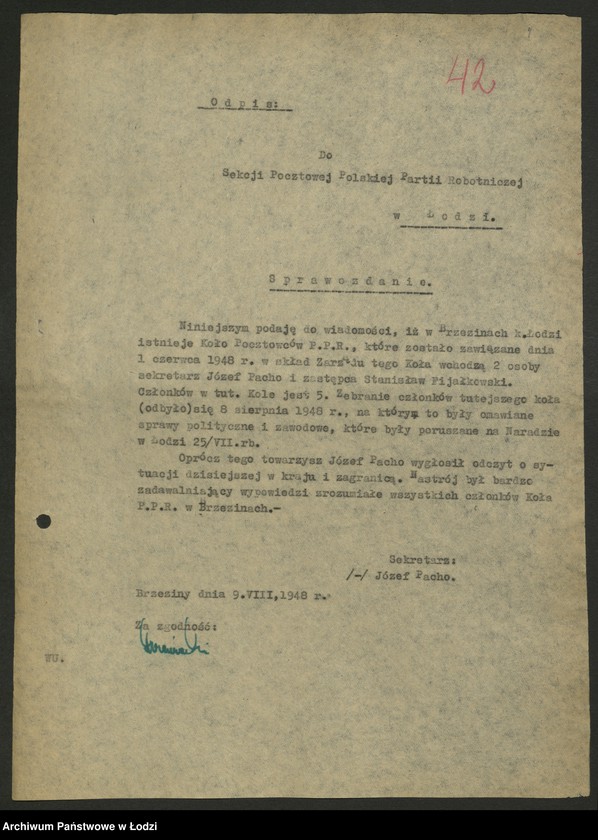 42
O d p i s:
Do
Sekcji Pocztowej Polskiej Partii Robotniczej
w Ł o d z i.
S p r a w o z d a n i e.
Niniejszym podają do wiadomości, iż w Brzezinach k.Łodzi
istnieje Koło Pocztowców P.P.R., które zostało zawiązane dnia
1 czerwca 1948 r. w skład Zarządu tego Koła wchodzą 2 osoby
sekretarz Józef Pacho i zastępca Stanisław Fijałkowski.
Członków w tut. Kole jest 5. Zebranie członków tutejszego koła
(odbyło)się 8 sierpnia 1948 r., na którym to były omawiane
sprawy polityczne i zawodowe, które były poruszane na Naradzie
w Łodzi 25/VII.rb.
Oprócz tego towarzysz Józef Pacho wygłosił odczyt o sy-
tuacji dzisiejszej w kraju i zagranicą. Nastrój był bardzo
zadawalniający wypowiedzi zrozumiałe wszystkich członków Koła
P.P.R. w Brzezinach.-
Sekretarz:
/-/ Józef Pacho.
Brzeziny dnia 9.VIII,1948 r.
Za zgodność:
WU.
Archiwum Państwowe w Łodzi